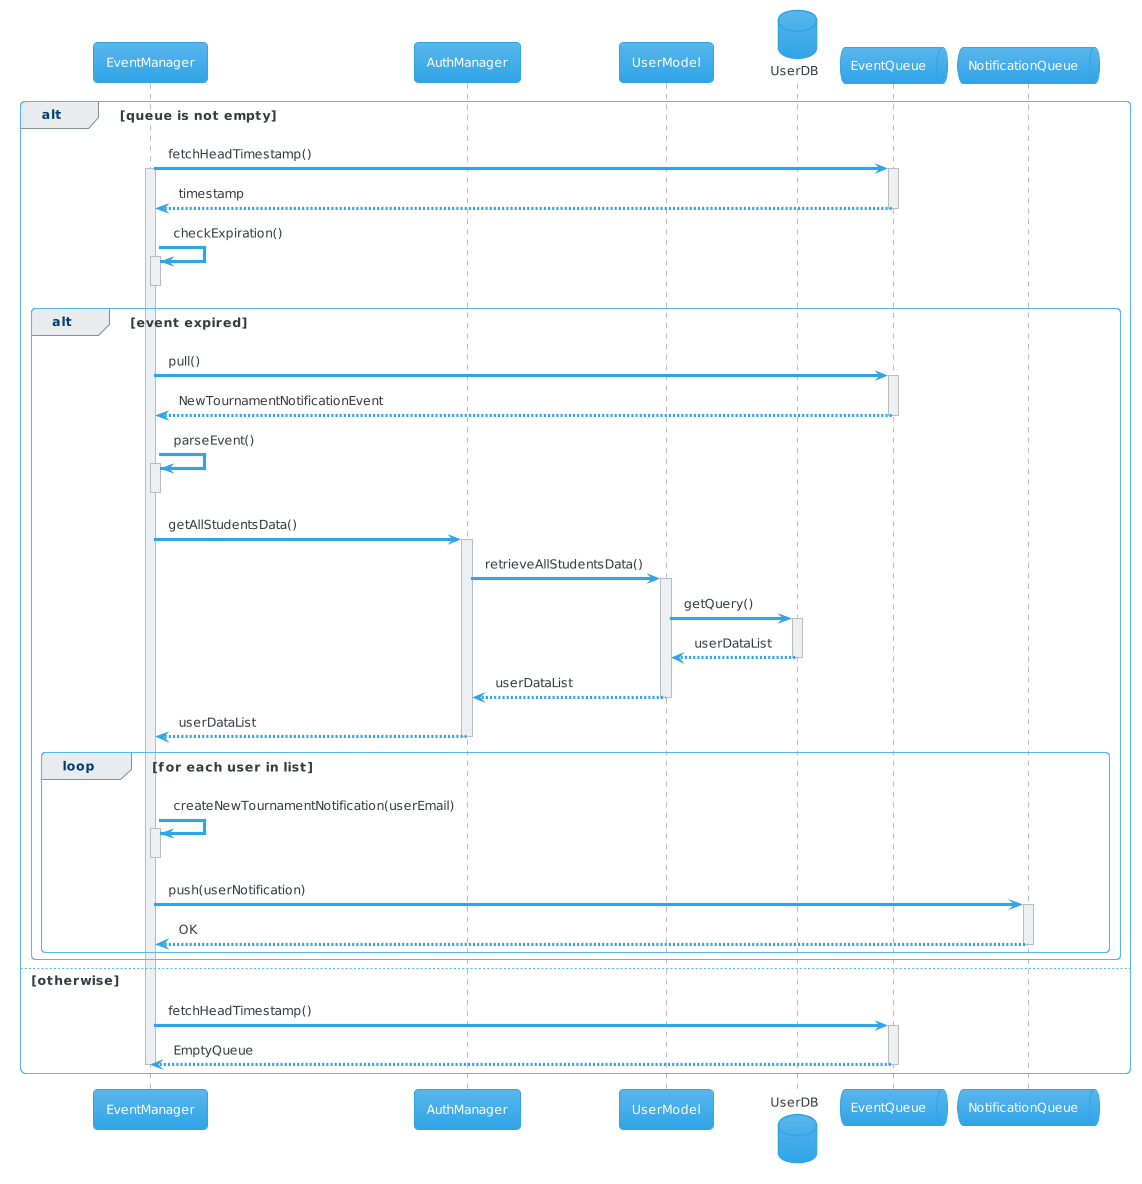 EventManager
AuthManager
UserModel
UserDB
EventQueue
NotificationQueue
alt
[queue is not empty]
fetchHeadTimestamp()
timestamp
checkExpiration()
alt
[event expired]
pull()
NewTournamentNotificationEvent
parseEvent()
getAllStudentsData()
retrieveAllStudentsData()
getQuery()
userDataList
userDataList
userDataList
loop
[for each user in list]
createNewTournamentNotification(userEmail)
push(userNotification)
OK
[otherwise]
fetchHeadTimestamp()
EmptyQueue
EventManager
AuthManager
UserModel
UserDB
EventQueue
NotificationQueue